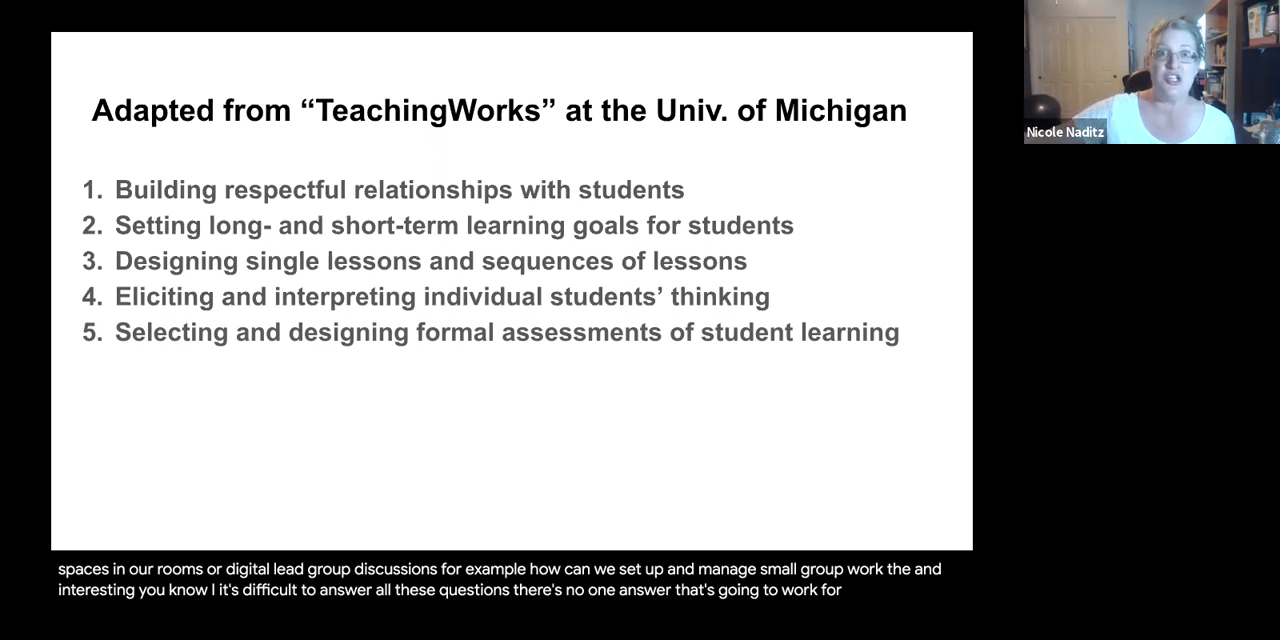 Adapted from “TeachingWorks” at the Univ. of Michigan
Nicole Naditz
1. Building respectful relationships with students
2. Setting long- and short-term learning goals for students
3. Designing single lessons and sequences of lessons
4. Eliciting and interpreting individual students’ thinking
5. Selecting and designing formal assessments of student learning
spaces in our rooms or digital lead group discussions for example how can we set up and manage small group work the and
interesting you know I it's difficult to answer all these questions there's no one answer that's going to work for